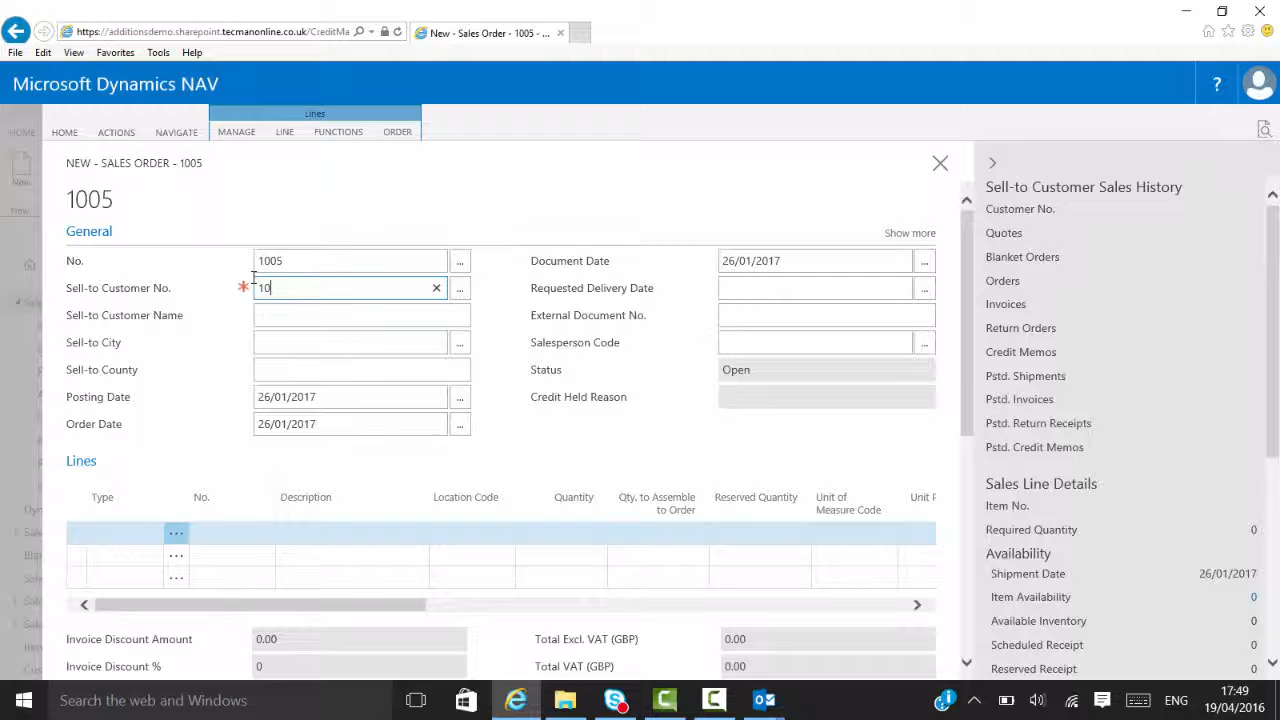 https://additionsdemo.sharepoint.tecmanonline.co.uk/CreditMa
New - Sales Order - 1005 - ...
File Edit View Favorites Tools Help
Microsoft Dynamics NAV
?
Lines
HOME HOME ACTIONS NAVIGATE MANAGE LINE FUNCTIONS ORDER
NEW - SALES ORDER - 1005
1005
New
General
Show more
No. 1005 ...
Document Date 26/01/2017 ...
Sell-to Customer No. * 10 ...
Requested Delivery Date ...
Sell-to Customer Name
External Document No.
Sell-to City ...
Salesperson Code ...
Sell-to County
Status Open
Posting Date 26/01/2017 ...
Credit Held Reason
Order Date 26/01/2017 ...
Lines
Type No. Description Location Code Quantity Qty. to Assemble to Order Reserved Quantity Unit of Measure Code Unit P
...
...
...
Invoice Discount Amount 0.00
Total Excl. VAT (GBP) 0.00
Invoice Discount % 0
Total VAT (GBP) 0.00
Sell-to Customer Sales History
Customer No.
Quotes
Blanket Orders
Orders
Invoices
Return Orders
Credit Memos
Pstd. Shipments
Pstd. Invoices
Pstd. Return Receipts
Pstd. Credit Memos
Sales Line Details
Item No.
Required Quantity 0
Availability
Shipment Date 26/01/2017
Item Availability 0
Available Inventory 0
Scheduled Receipt 0
Reserved Receipt 0
Search the web and Windows
ENG
17:49
19/04/2016